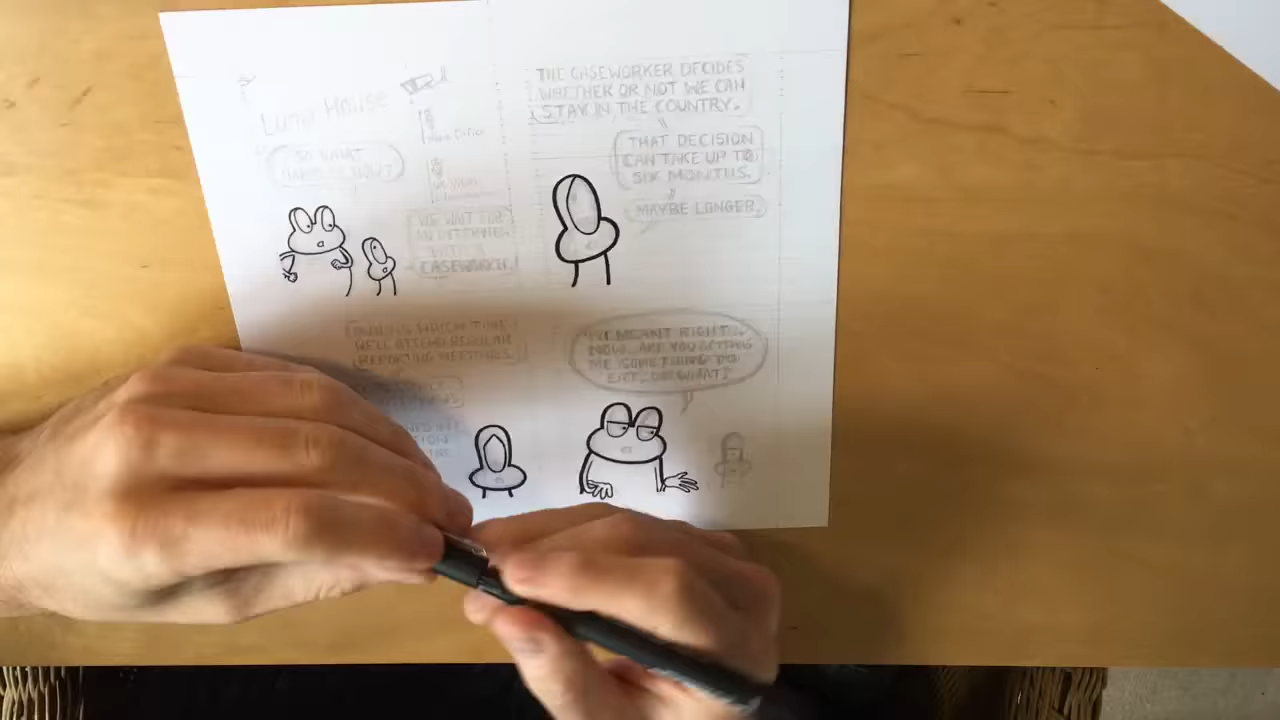 Lunar House
SO WHAT
HAPPENS NOW?
Main Office
WE WAIT FOR
AN INTERVIEW
WITH A
CASEWORKER.
THE CASEWORKER DECIDES
WHETHER OR NOT WE CAN
STAY IN THE COUNTRY.
THAT DECISION
CAN TAKE UP TO
SIX MONTHS.
MAYBE LONGER.
WHICH TIME
WE'LL ATTEND REGULAR
REPORTING MEETINGS.
I MEANT RIGHT
NOW. ARE YOU GETTING
ME SOMETHING TO
EAT, OR WHAT?